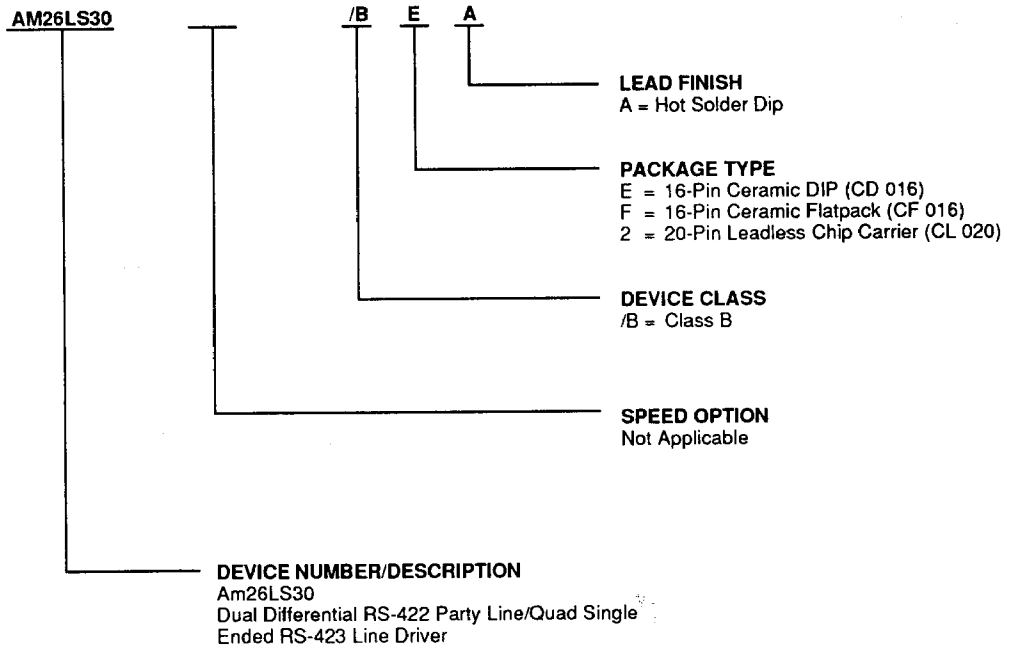 AM26LS30 /B E A
LEAD FINISH
A = Hot Solder Dip
PACKAGE TYPE
E = 16-Pin Ceramic DIP (CD 016)
F = 16-Pin Ceramic Flatpack (CF 016)
2 = 20-Pin Leadless Chip Carrier (CL 020)
DEVICE CLASS
/B = Class B
SPEED OPTION
Not Applicable
DEVICE NUMBER/DESCRIPTION
Am26LS30
Dual Differential RS-422 Party Line/Quad Single
Ended RS-423 Line Driver